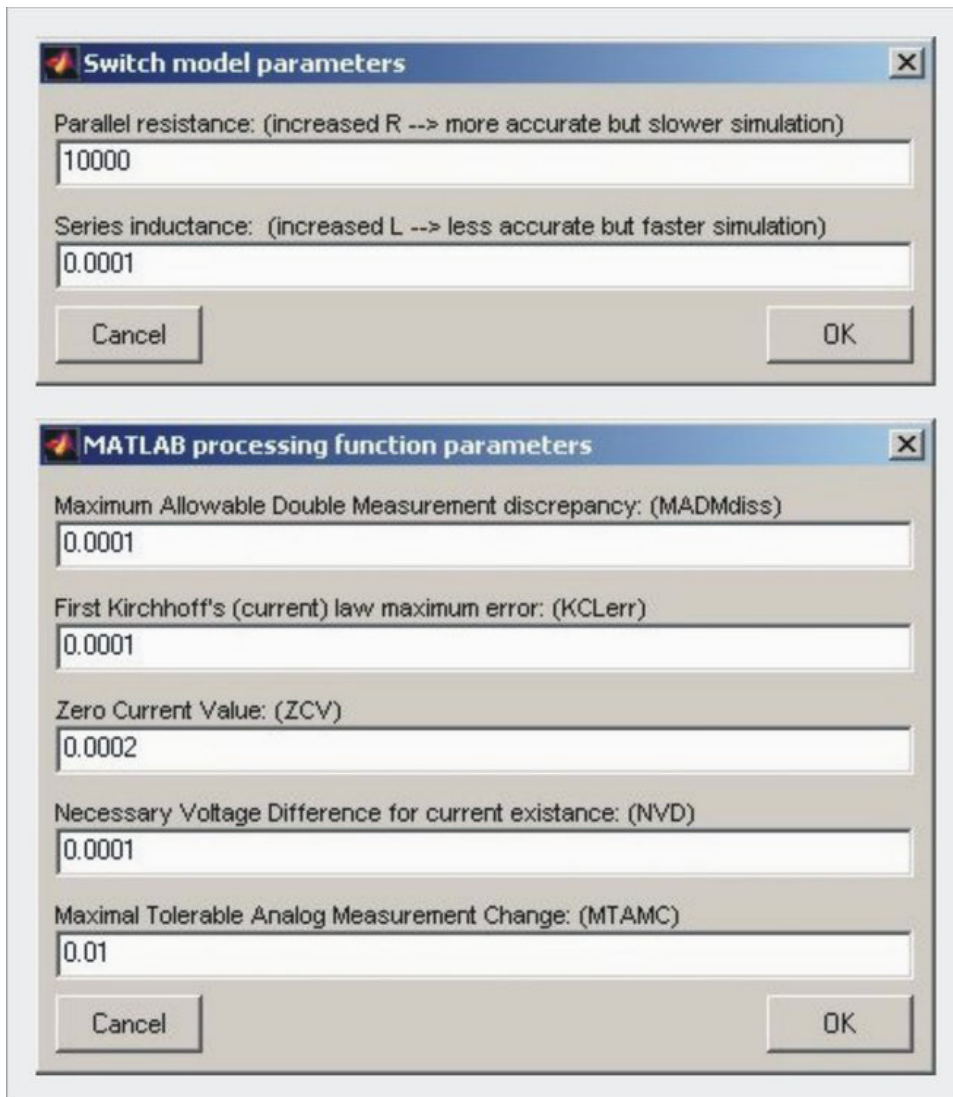 Switch model parameters
Parallel resistance: (increased R --> more accurate but slower simulation)
10000
Series inductance:  (increased L --> less accurate but faster simulation)
0.0001
Cancel OK
MATLAB processing function parameters
Maximum Allowable Double Measurement discrepancy: (MADMdiss)
0.0001
First Kirchhoff's (current) law maximum error: (KCLerr)
0.0001
Zero Current Value: (ZCV)
0.0002
Necessary Voltage Difference for current existance: (NVD)
0.0001
Maximal Tolerable Analog Measurement Change: (MTAMC)
0.01
Cancel OK